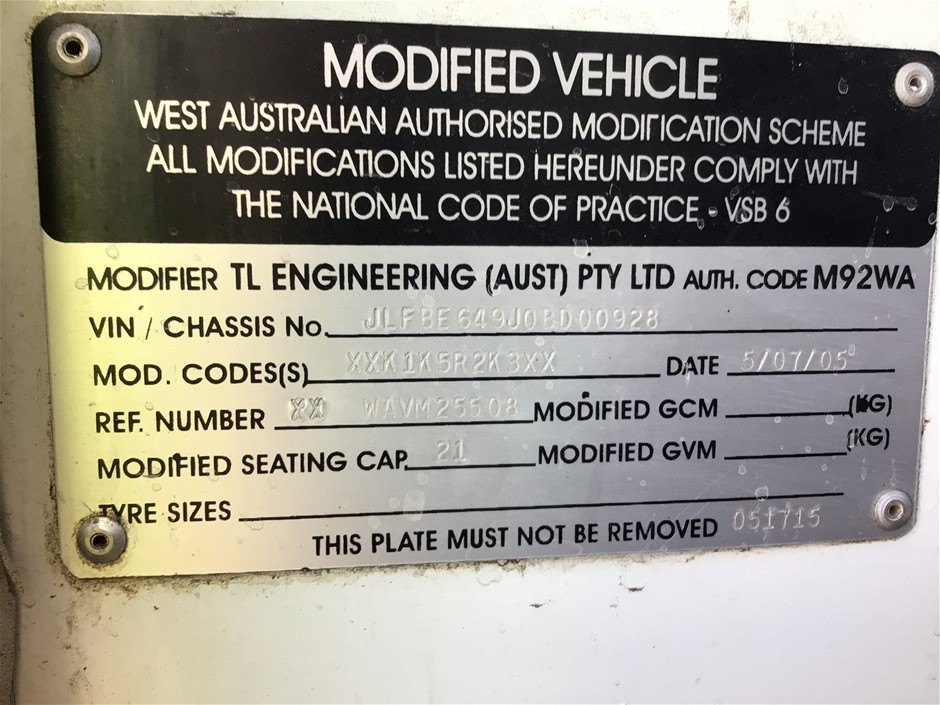 MODIFIED VEHICLE
WEST AUSTRALIAN AUTHORISED MODIFICATION SCHEME
ALL MODIFICATIONS LISTED HEREUNDER COMPLY WITH
THE NATIONAL CODE OF PRACTICE - VSB 6
MODIFIER TL ENGINEERING (AUST) PTY LTD AUTH. CODE M92WA
VIN / CHASSIS No. JLFBE649J0BD00928
MOD. CODES(S) XXK1K5R2K3XX DATE 5/07/05
REF. NUMBER XX WAVM25508 MODIFIED GCM (KG)
MODIFIED SEATING CAP. 21 MODIFIED GVM (KG)
TYRE SIZES
THIS PLATE MUST NOT BE REMOVED 051715